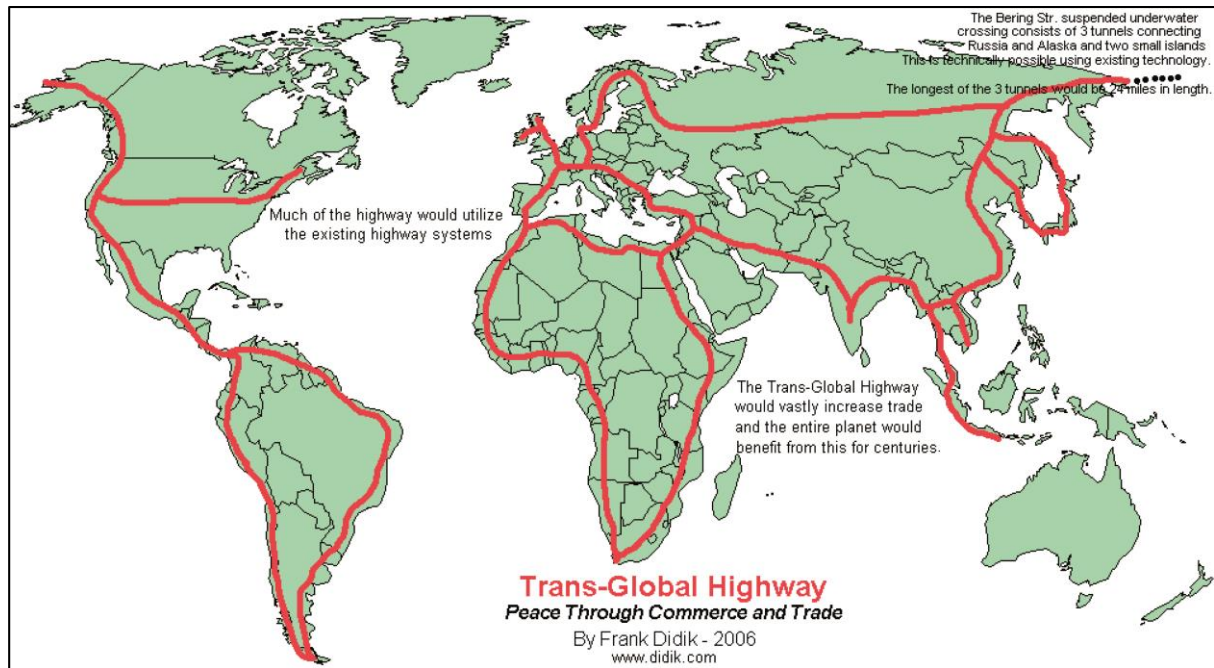 The Bering Str. suspended underwater
crossing consists of 3 tunnels connecting
Russia and Alaska and two small islands
This is technically possible using existing technology.
The longest of the 3 tunnels would be 24 miles in length.
Much of the highway would utilize
the existing highway systems
The Trans-Global Highway
would vastly increase trade
and the entire planet would
benefit from this for centuries.
Trans-Global Highway
Peace Through Commerce and Trade
By Frank Didik - 2006
www.didik.com